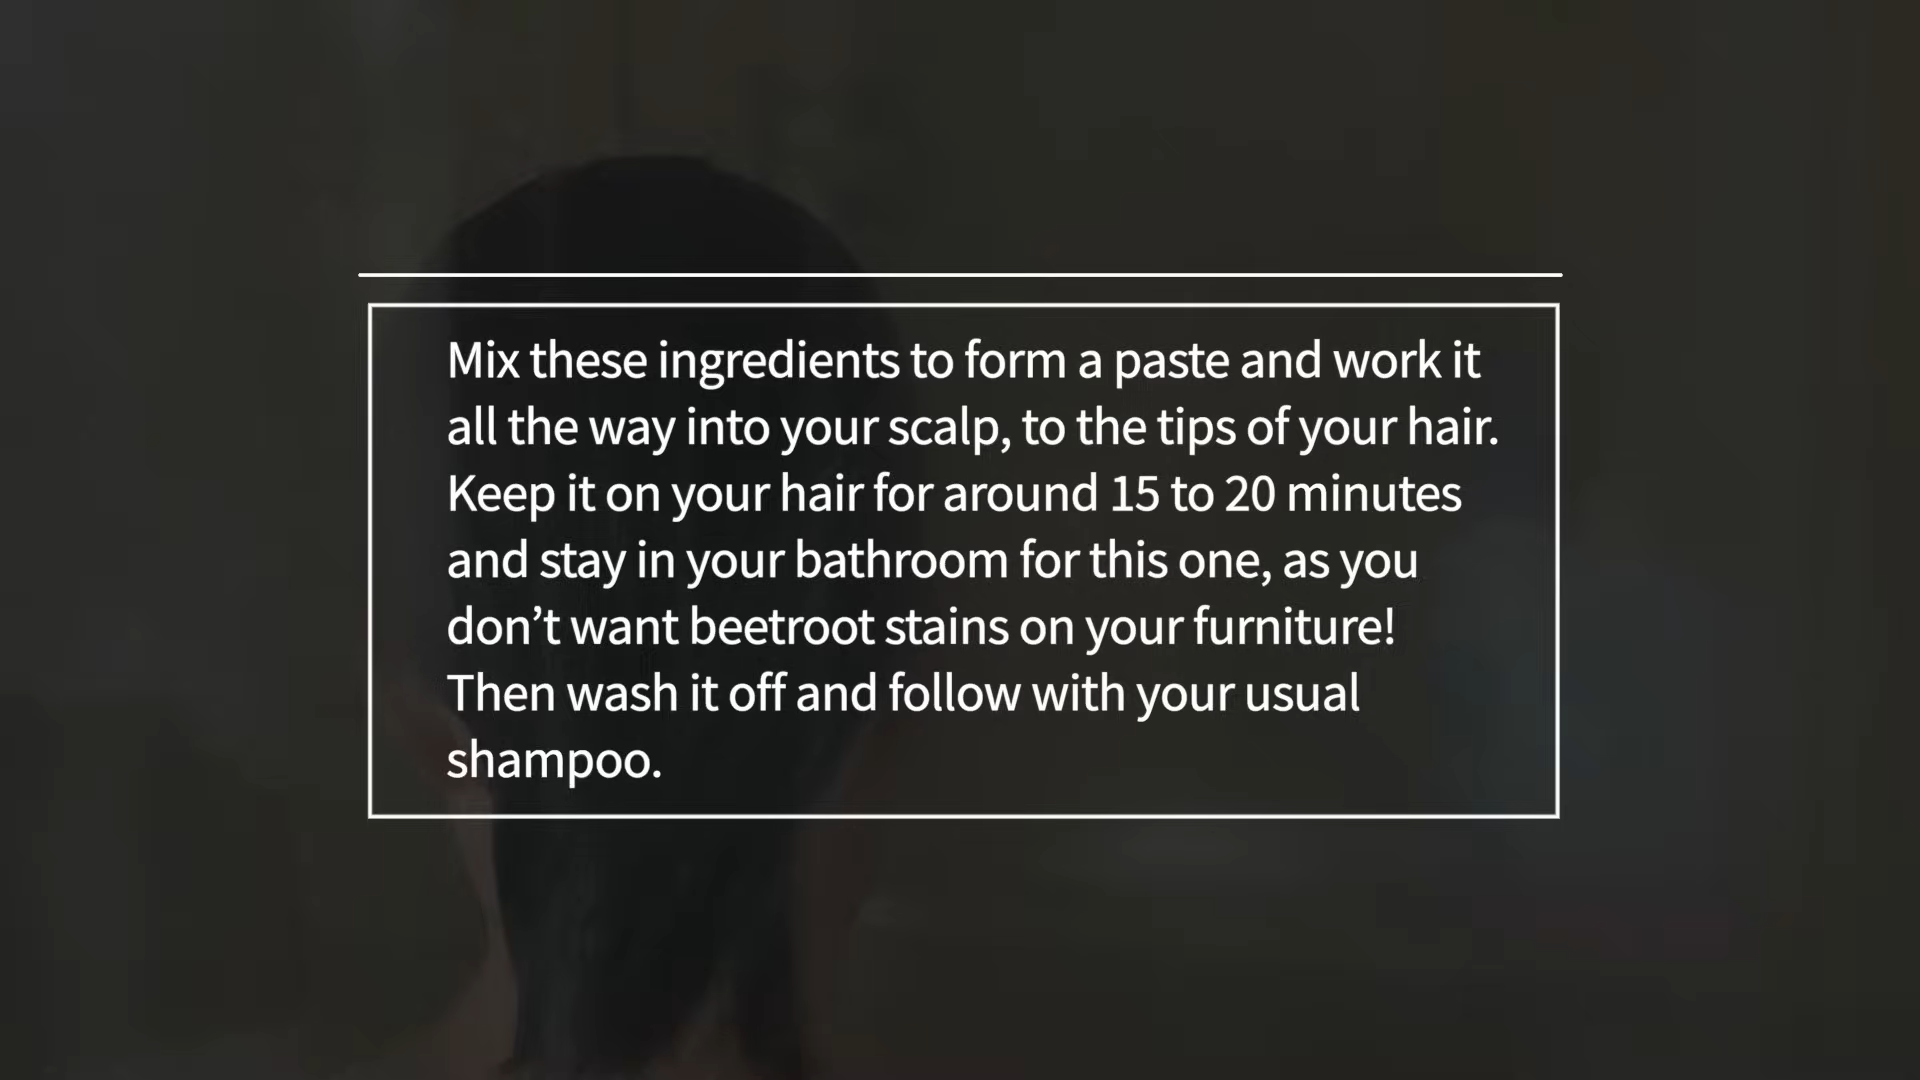 Mix these ingredients to form a paste and work it
all the way into your scalp, to the tips of your hair.
Keep it on your hair for around 15 to 20 minutes
and stay in your bathroom for this one, as you
don’t want beetroot stains on your furniture!
Then wash it off and follow with your usual
shampoo.